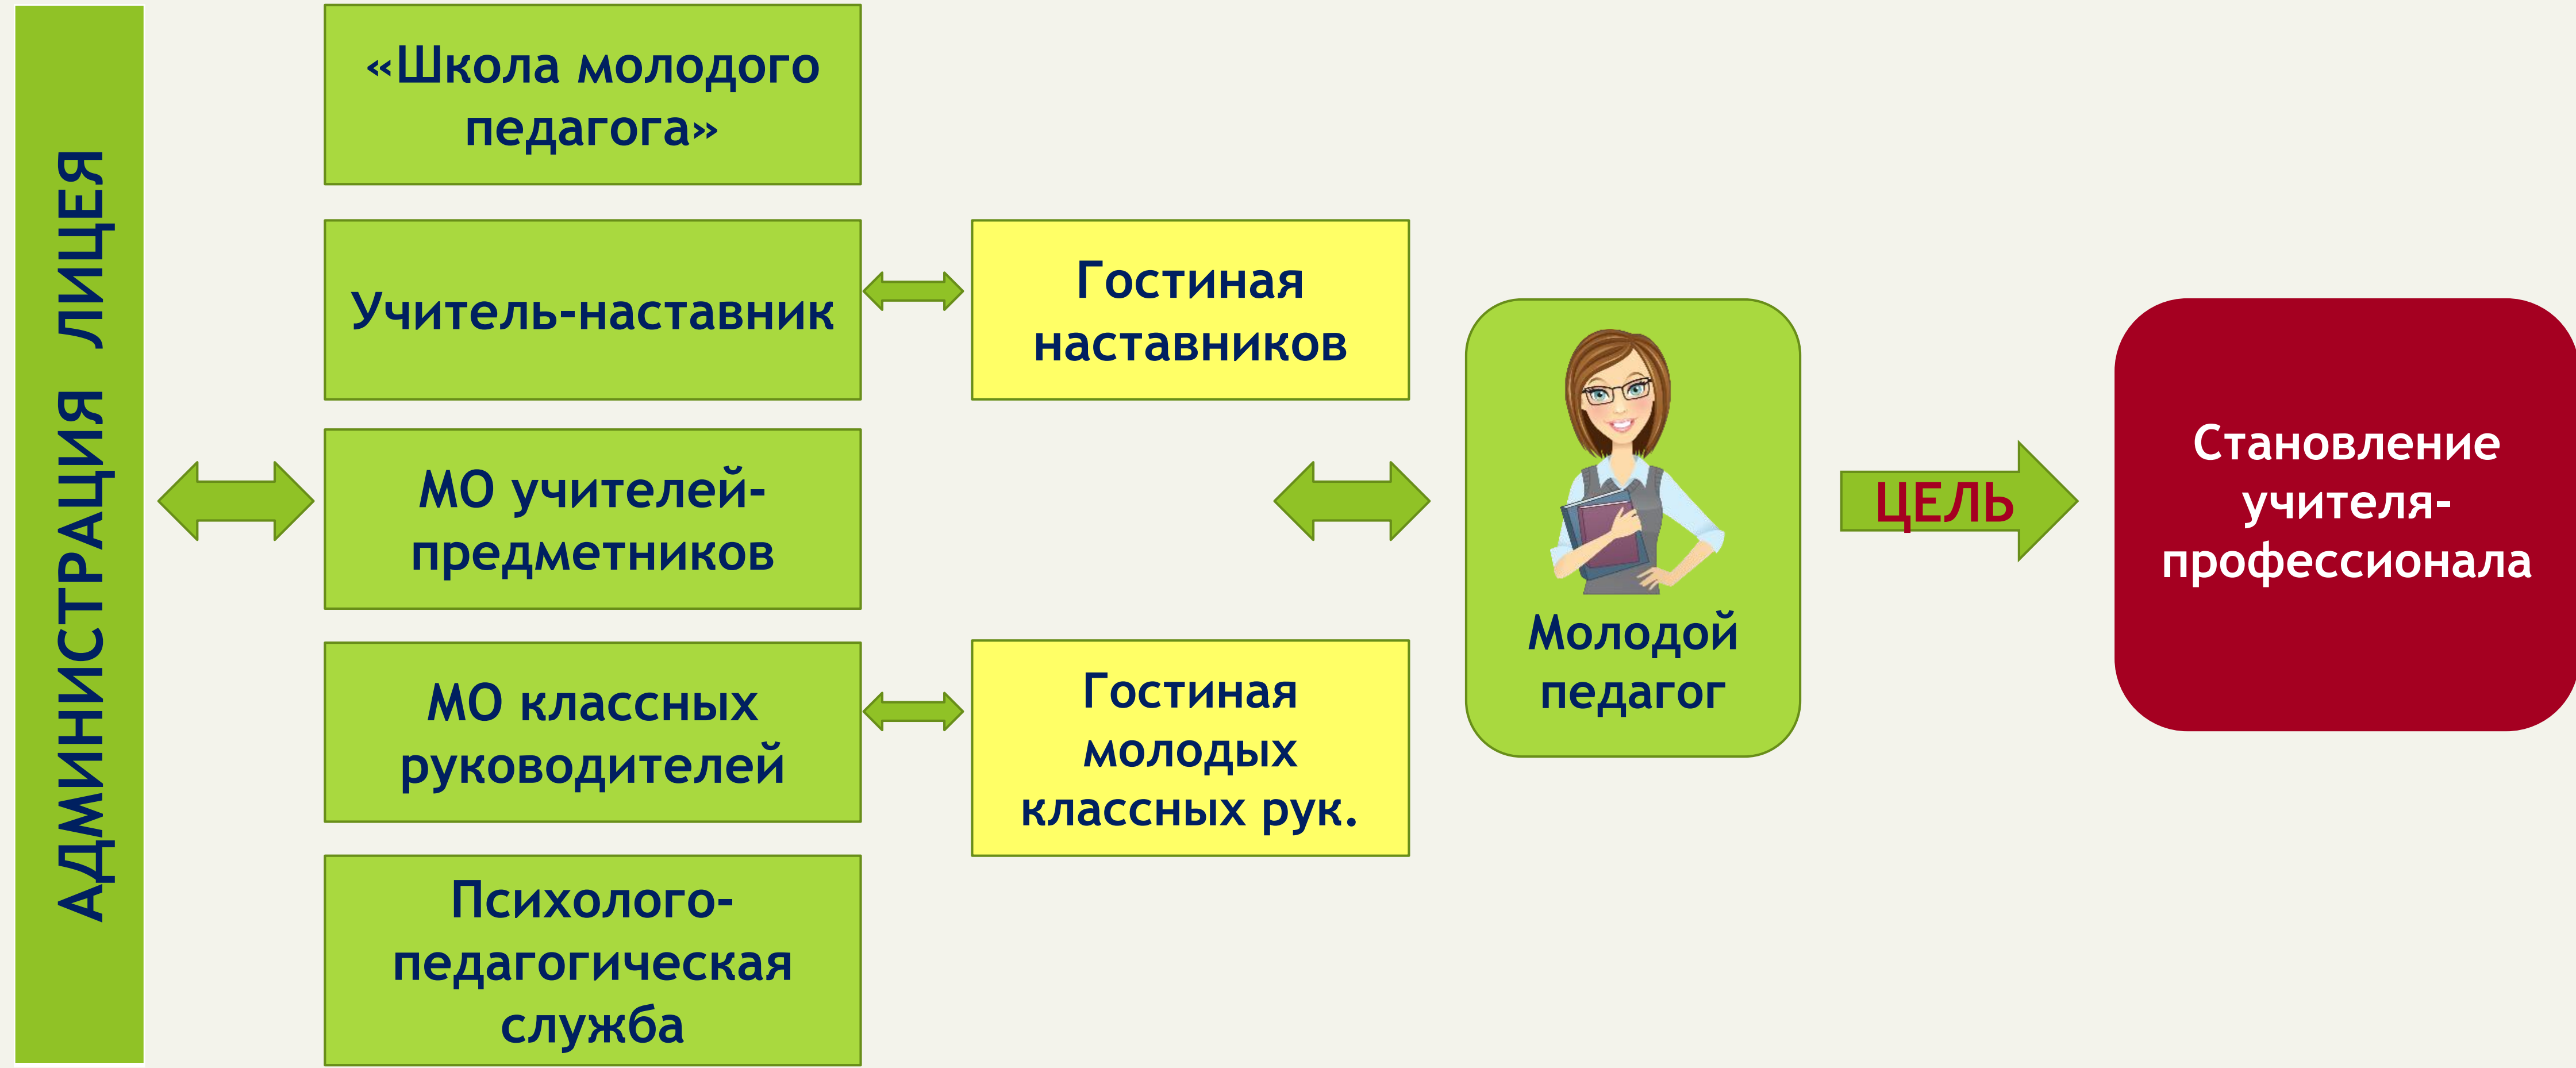 АДМИНИСТРАЦИЯ ЛИЦЕЯ
«Школа молодого
педагога»
Учитель-наставник
МО учителей-
предметников
МО классных
руководителей
Психолого-
педагогическая
служба
Гостиная
наставников
Гостиная
молодых
классных рук.
Молодой
педагог
ЦЕЛЬ
Становление
учителя-
профессионала